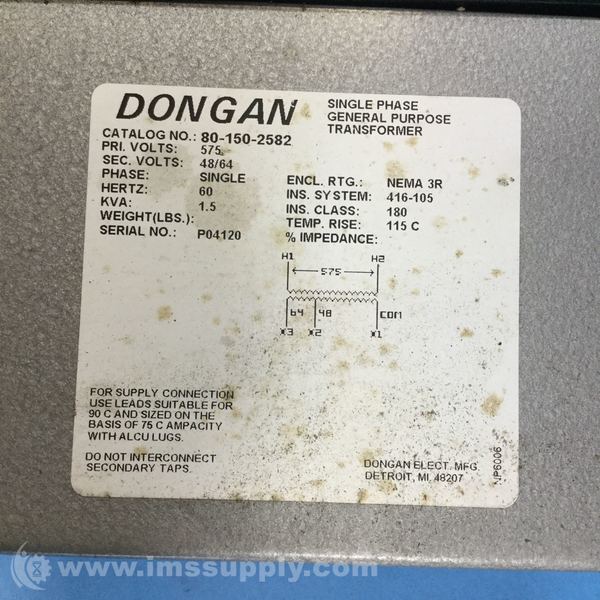 DONGAN
SINGLE PHASE
GENERAL PURPOSE
TRANSFORMER
CATALOG NO.: 80-150-2582
PRI. VOLTS: 575
SEC. VOLTS: 48/64
PHASE: SINGLE
HERTZ: 60
KVA: 1.5
WEIGHT(LBS.):
SERIAL NO.: P04120
ENCL. RTG.: NEMA 3R
INS. SYSTEM: 416-105
INS. CLASS: 180
TEMP. RISE: 115 C
% IMPEDANCE:
H1 H2
575
64 48 COM
X3 X2 X1
FOR SUPPLY CONNECTION
USE LEADS SUITABLE FOR
90 C AND SIZED ON THE
BASIS OF 75 C AMPACITY
WITH ALCU LUGS.
DO NOT INTERCONNECT
SECONDARY TAPS.
DONGAN ELECT. MFG.
DETROIT, MI. 48207
NP6006
© www.imssupply.com